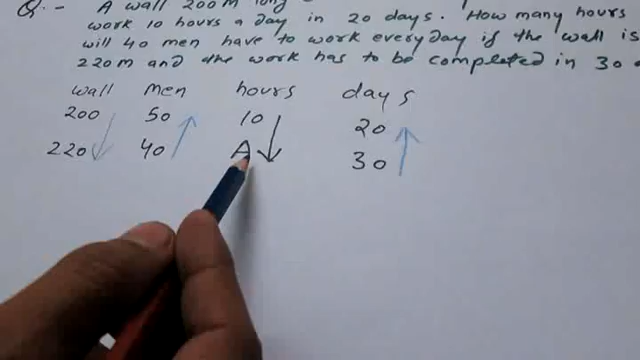 Q. - A wall 200 m long
work 10 hours a day in 20 days. How many hours
will 40 men have to work everyday if the wall is
220 m and the work has to be completed in 30
wall men hours days
200 50 10 20
220 40 A 30